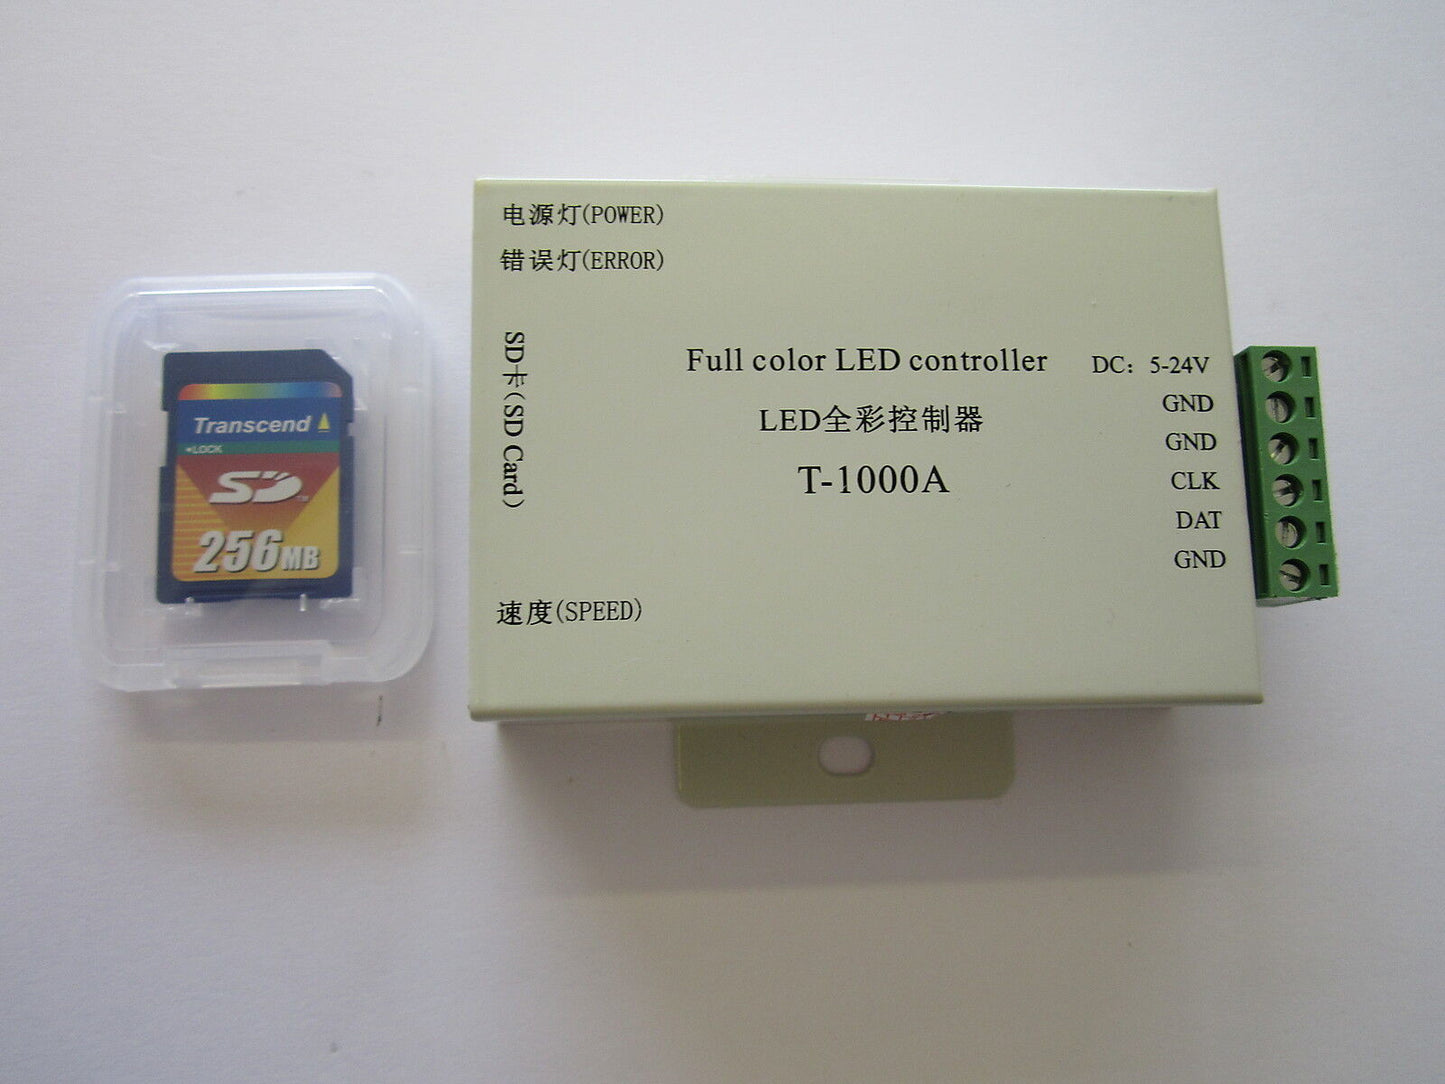 Transcend
◄LOCK
SD™
256MB
电源灯(POWER)
错误灯(ERROR)
SD卡(SD Card)
速度(SPEED)
Full color LED controller
LED全彩控制器
T-1000A
DC: 5-24V
GND
GND
CLK
DAT
GND